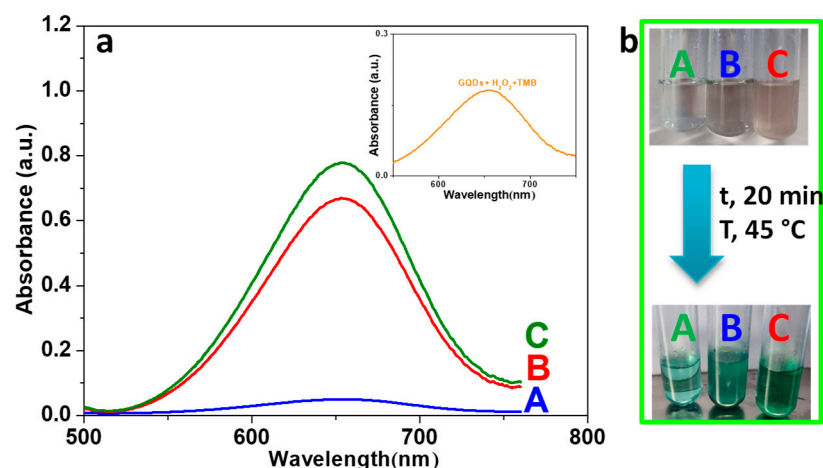 a
1.2
1.0
0.8
0.6
0.4
0.2
0.0
Absorbance (a.u.)
500
600
700
800
Wavelength(nm)
C
B
A
0.3
0.0
Absorbance (a.u.)
GQDs+ H₂O₂+TMB
600
700
Wavelength(nm)
b
A B C
t, 20 min
T, 45 °C
A B C